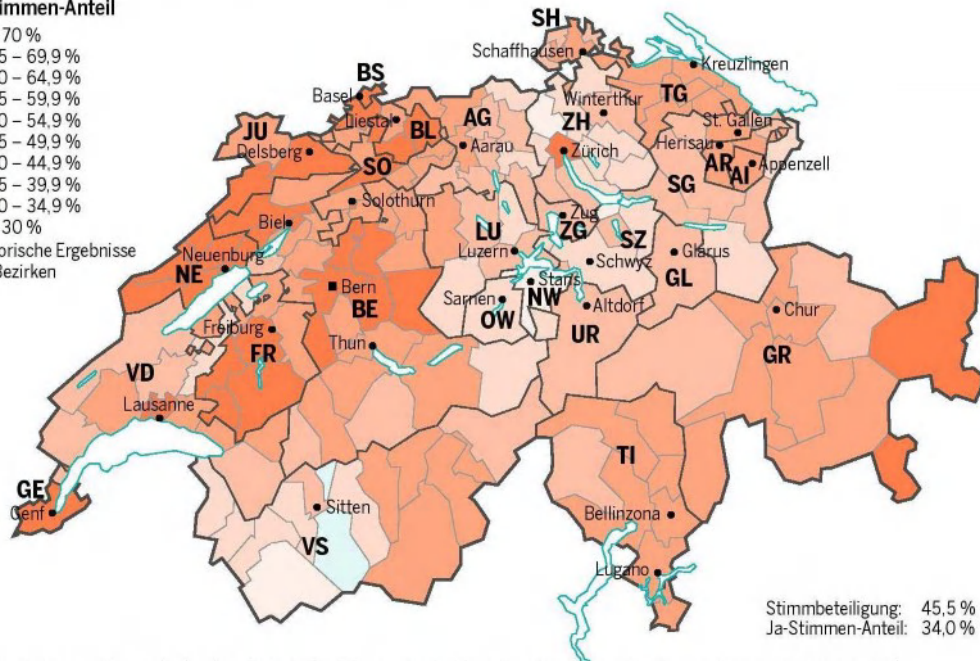 mmen-Anteil
70 %
5 – 69,9 %
0 – 64,9 %
5 – 59,9 %
0 – 54,9 %
5 – 49,9 %
0 – 44,9 %
5 – 39,9 %
0 – 34,9 %
30 %
orische Ergebnisse
Bezirken
SH
Schaffhausen
Kreuzlingen
BS
Basel
Liestal
BL
AG
Aarau
Winterthur
ZH
Zürich
TG
St. Gallen
Herisau
AR
AI
Appenzell
JU
Delsberg
SO
Solothurn
SG
Biel
LU
Luzern
Zug
ZG
SZ
Schwyz
Glarus
GL
Neuenburg
NE
Bern
BE
Sarnen
OW
Stans
NW
Altdorf
UR
Chur
GR
Freiburg
FR
Thun
VD
Lausanne
GE
Genf
Sitten
VS
TI
Bellinzona
Lugano
Stimmbeteiligung: 45,5 %
Ja-Stimmen-Anteil: 34,0 %